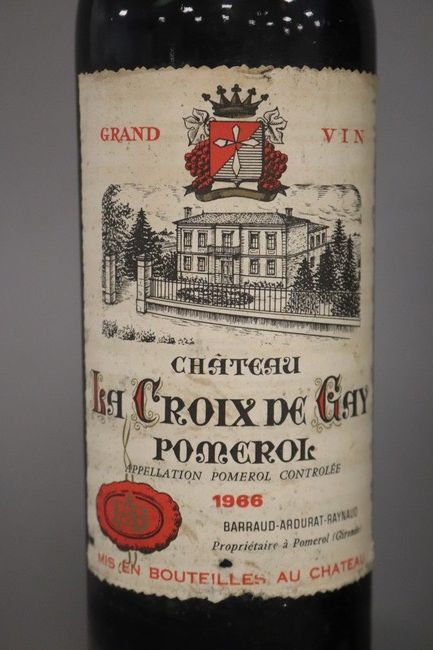 GRAND VIN
CHÂTEAU
LA CROIX DE GAY
POMEROL
APPELLATION POMEROL CONTROLÉE
1966
BARRAUD-ARDURAT-RAYNAUD
Propriétaire à Pomerol (Gironde)
MIS EN BOUTEILLES AU CHATEAU